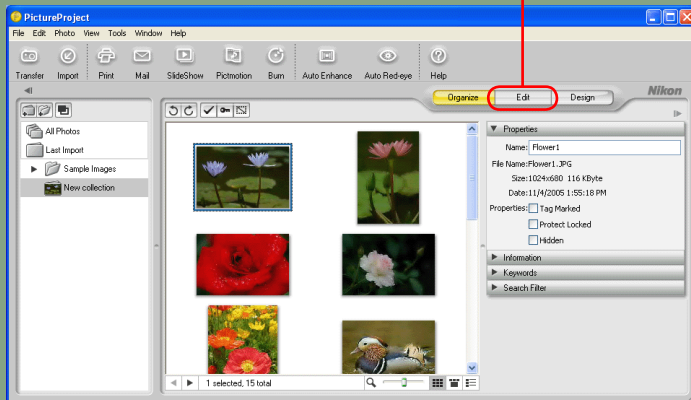 PictureProject
File Edit Photo View Tools Window Help
Transfer Import Print Mail SlideShow Pictmotion Burn Auto Enhance Auto Red-eye Help
Organize Edit Design Nikon
All Photos
Last Import
Sample Images
New collection
Properties
Name: Flower1
File Name:Flower1.JPG
Size:1024x680 116 KByte
Date:11/4/2005 1:55:18 PM
Properties: Tag Marked
Protect Locked
Hidden
Information
Keywords
Search Filter
1 selected, 15 total